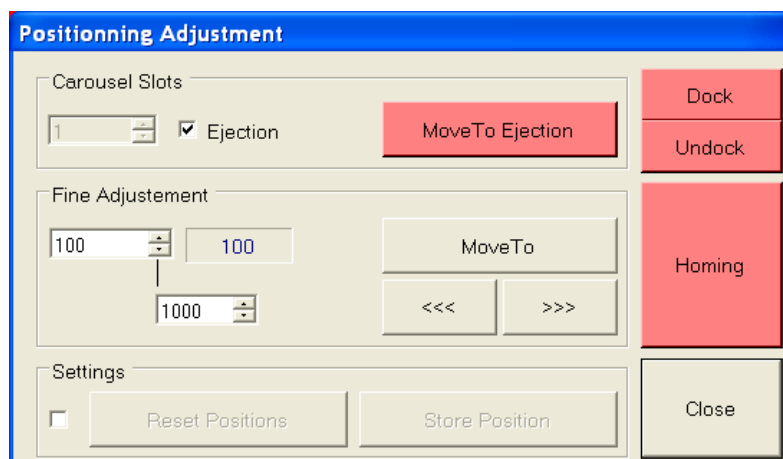 Positionning Adjustment
Carousel Slots
1
Ejection
MoveTo Ejection
Dock
Undock
Fine Adjustement
100
100
MoveTo
1000
<<<
>>>
Homing
Settings
Reset Positions
Store Position
Close